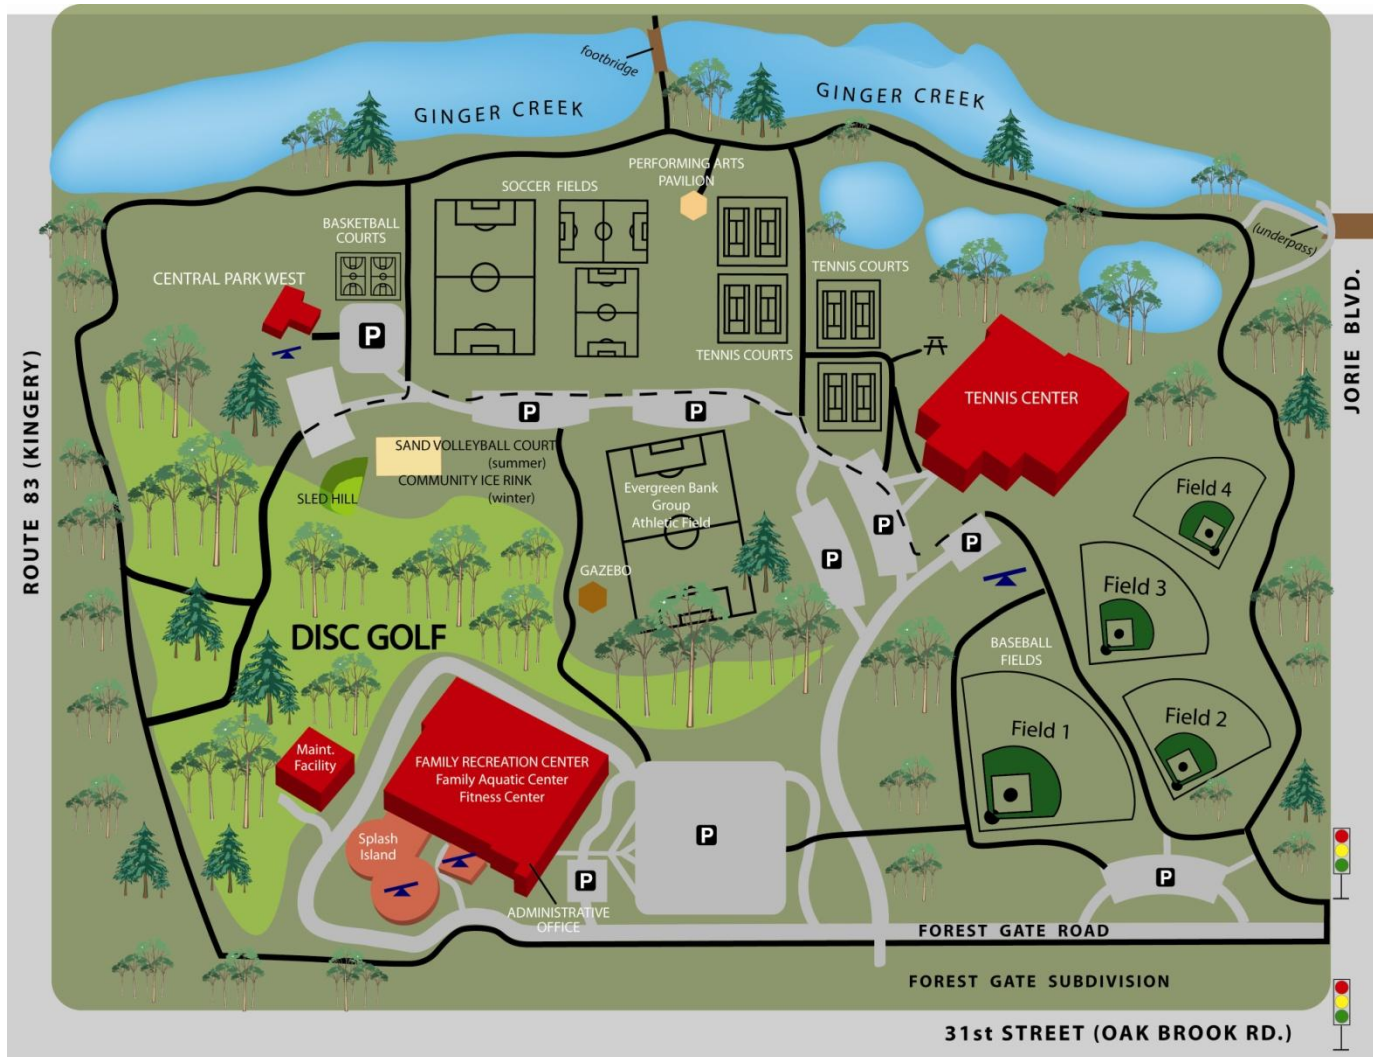 footbridge
GINGER CREEK
GINGER CREEK
PERFORMING ARTS
PAVILION
SOCCER FIELDS
BASKETBALL
COURTS
(underpass)
CENTRAL PARK WEST
TENNIS COURTS
P
TENNIS COURTS
JORIE BLVD.
ROUTE 83 (KINGERY)
TENNIS CENTER
P
P
SAND VOLLEYBALL COURT
(summer)
COMMUNITY ICE RINK
(winter)
SLED HILL
Evergreen Bank
Group
Athletic Field
Field 4
P
P
P
GAZEBO
Field 3
DISC GOLF
BASEBALL
FIELDS
Field 2
Field 1
Maint.
Facility
FAMILY RECREATION CENTER
Family Aquatic Center
Fitness Center
Splash
Island
P
P
P
ADMINISTRATIVE
OFFICE
FOREST GATE ROAD
FOREST GATE SUBDIVISION
31st STREET (OAK BROOK RD.)